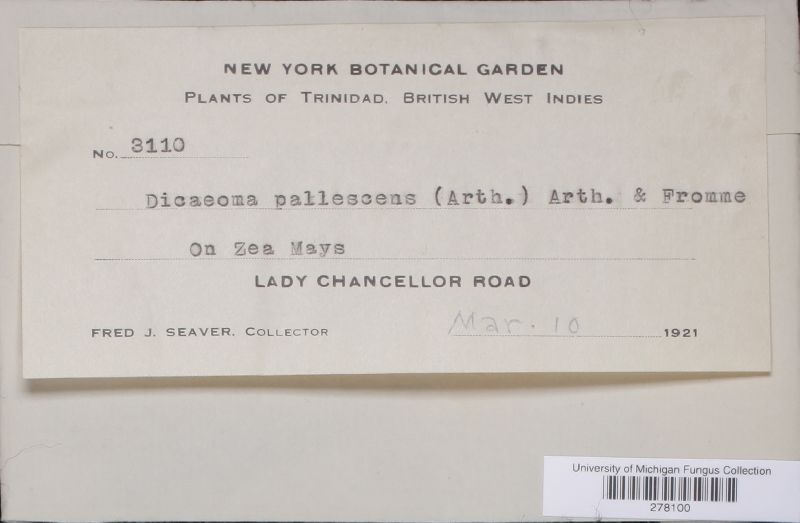 NEW YORK BOTANICAL GARDEN
PLANTS OF TRINIDAD, BRITISH WEST INDIES
No. 3110
Dicaeoma pallescens (Arth.) Arth. & Fromme
On Zea Mays
LADY CHANCELLOR ROAD
FRED J. SEAVER, COLLECTOR Mar. 10 1921
University of Michigan Fungus Collection
278100